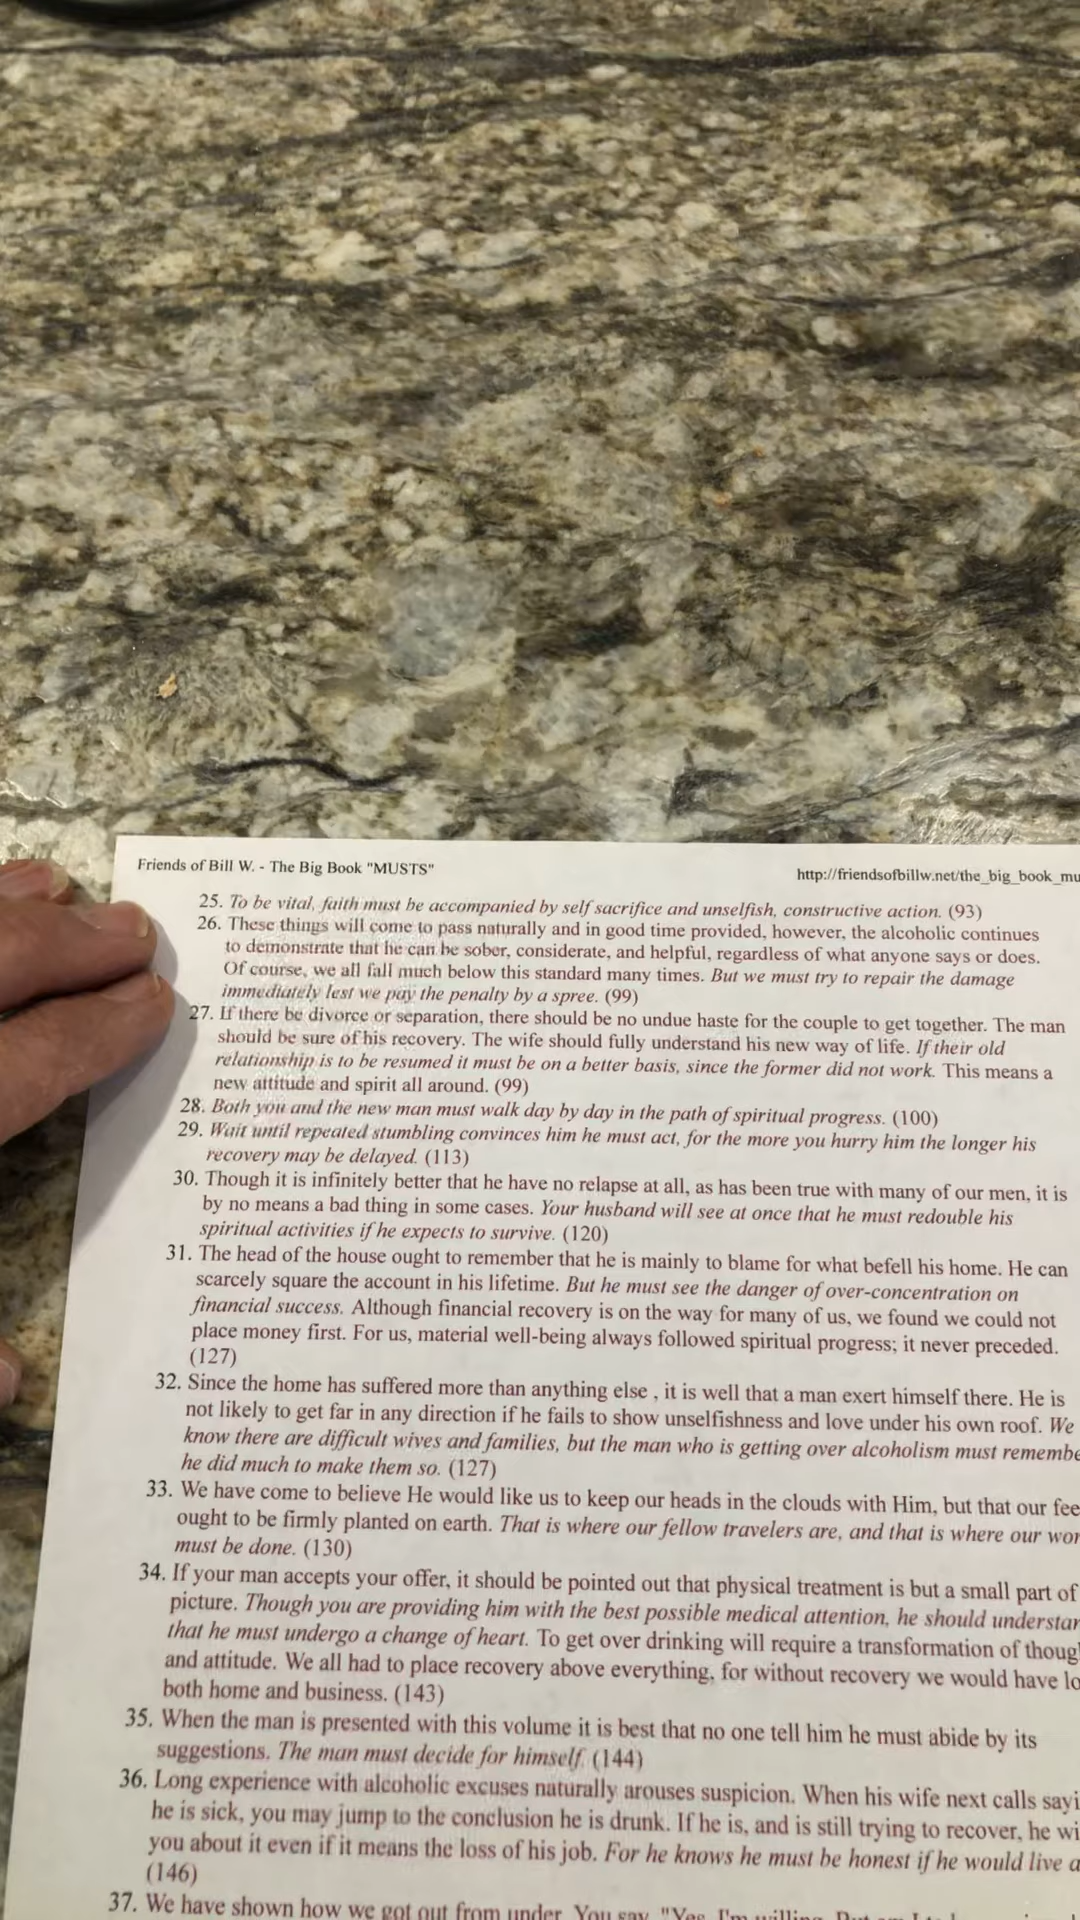 Friends of Bill W. - The Big Book "MUSTS"
http://friendsofbillw.net/the_big_book_mu
25. To be vital, faith must be accompanied by self sacrifice and unselfish, constructive action. (93)
26. These things will come to pass naturally and in good time provided, however, the alcoholic continues
to demonstrate that he can be sober, considerate, and helpful, regardless of what anyone says or does.
Of course, we all fall much below this standard many times. But we must try to repair the damage
immediately lest we pay the penalty by a spree. (99)
27. If there be divorce or separation, there should be no undue haste for the couple to get together. The man
should be sure of his recovery. The wife should fully understand his new way of life. If their old
relationship is to be resumed it must be on a better basis, since the former did not work. This means a
new attitude and spirit all around. (99)
28. Both you and the new man must walk day by day in the path of spiritual progress. (100)
29. Wait until repeated stumbling convinces him he must act, for the more you hurry him the longer his
recovery may be delayed. (113)
30. Though it is infinitely better that he have no relapse at all, as has been true with many of our men, it is
by no means a bad thing in some cases. Your husband will see at once that he must redouble his
spiritual activities if he expects to survive. (120)
31. The head of the house ought to remember that he is mainly to blame for what befell his home. He can
scarcely square the account in his lifetime. But he must see the danger of over-concentration on
financial success. Although financial recovery is on the way for many of us, we found we could not
place money first. For us, material well-being always followed spiritual progress; it never preceded.
(127)
32. Since the home has suffered more than anything else , it is well that a man exert himself there. He is
not likely to get far in any direction if he fails to show unselfishness and love under his own roof. We
know there are difficult wives and families, but the man who is getting over alcoholism must remembe
he did much to make them so. (127)
33. We have come to believe He would like us to keep our heads in the clouds with Him, but that our fee
ought to be firmly planted on earth. That is where our fellow travelers are, and that is where our wor
must be done. (130)
34. If your man accepts your offer, it should be pointed out that physical treatment is but a small part of
picture. Though you are providing him with the best possible medical attention, he should understan
that he must undergo a change of heart. To get over drinking will require a transformation of though
and attitude. We all had to place recovery above everything, for without recovery we would have lo
both home and business. (143)
35. When the man is presented with this volume it is best that no one tell him he must abide by its
suggestions. The man must decide for himself. (144)
36. Long experience with alcoholic excuses naturally arouses suspicion. When his wife next calls sayi
he is sick, you may jump to the conclusion he is drunk. If he is, and is still trying to recover, he wi
you about it even if it means the loss of his job. For he knows he must be honest if he would live a
(146)
37. We have shown how we got out from under. You say, "Yes, I'm willing.